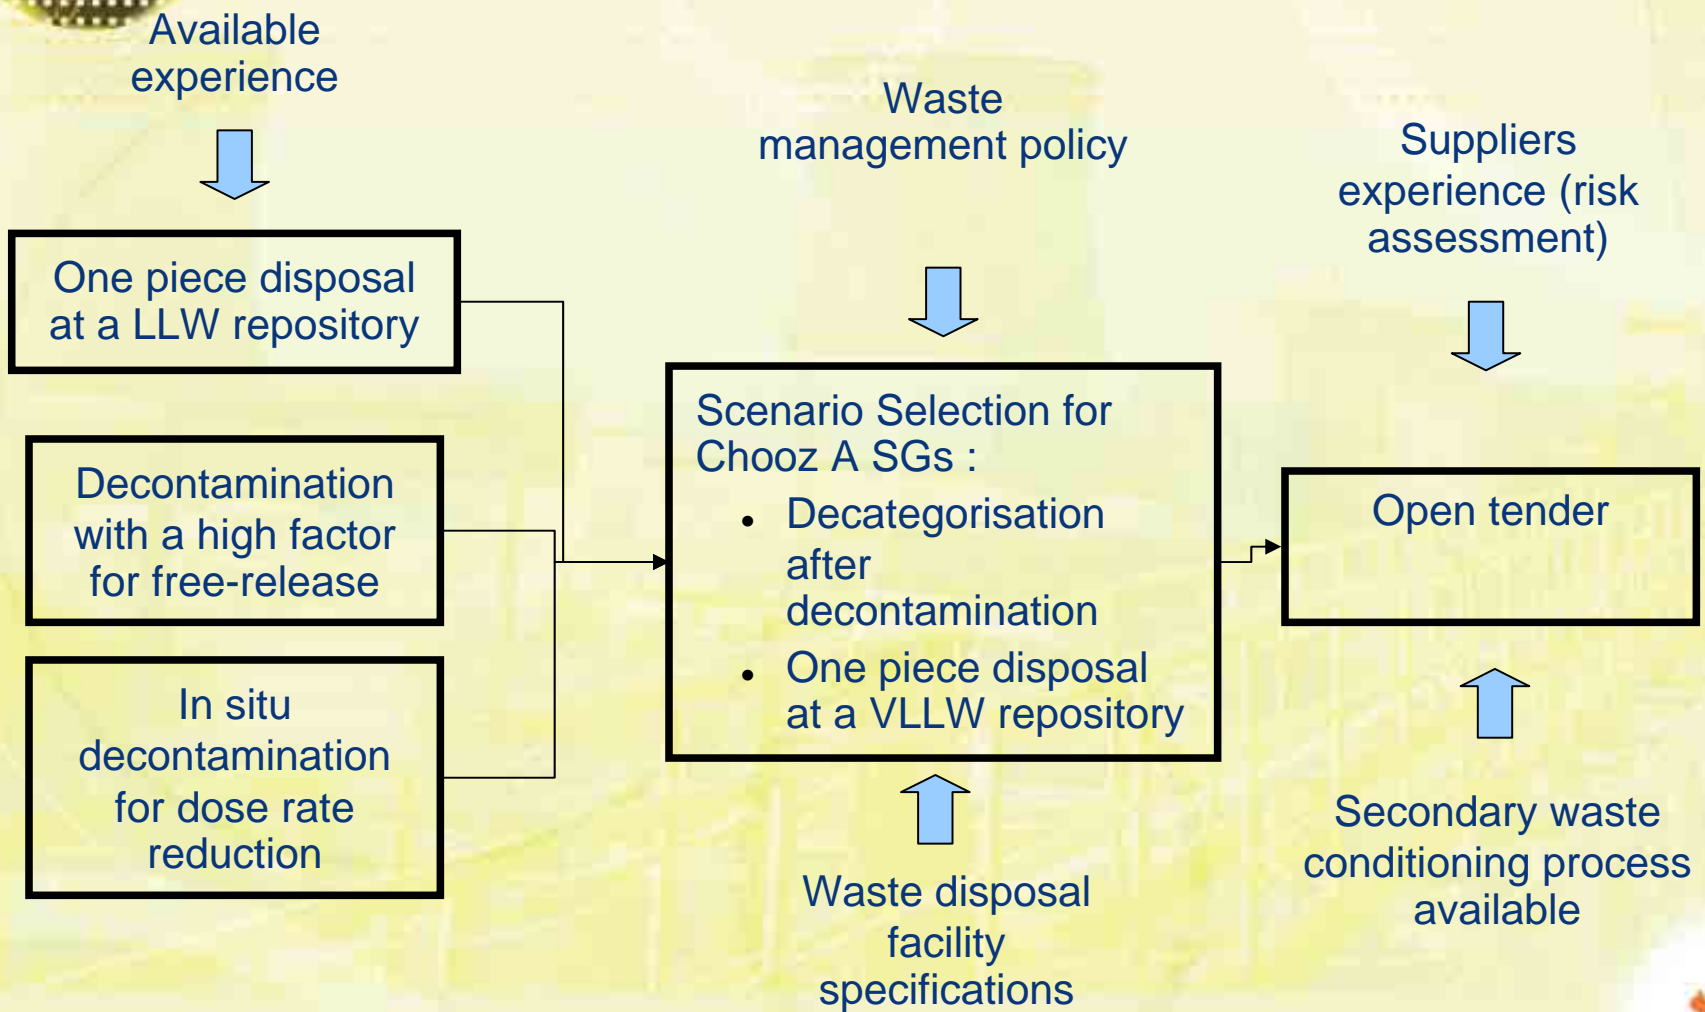 Available
experience
One piece disposal
at a LLW repository
Decontamination
with a high factor
for free-release
In situ
decontamination
for dose rate
reduction
Waste
management policy
Scenario Selection for
Chooz A SGs :
• Decategorisation
after
decontamination
• One piece disposal
at a VLLW repository
Waste disposal
facility
specifications
Suppliers
experience (risk
assessment)
Open tender
Secondary waste
conditioning process
available